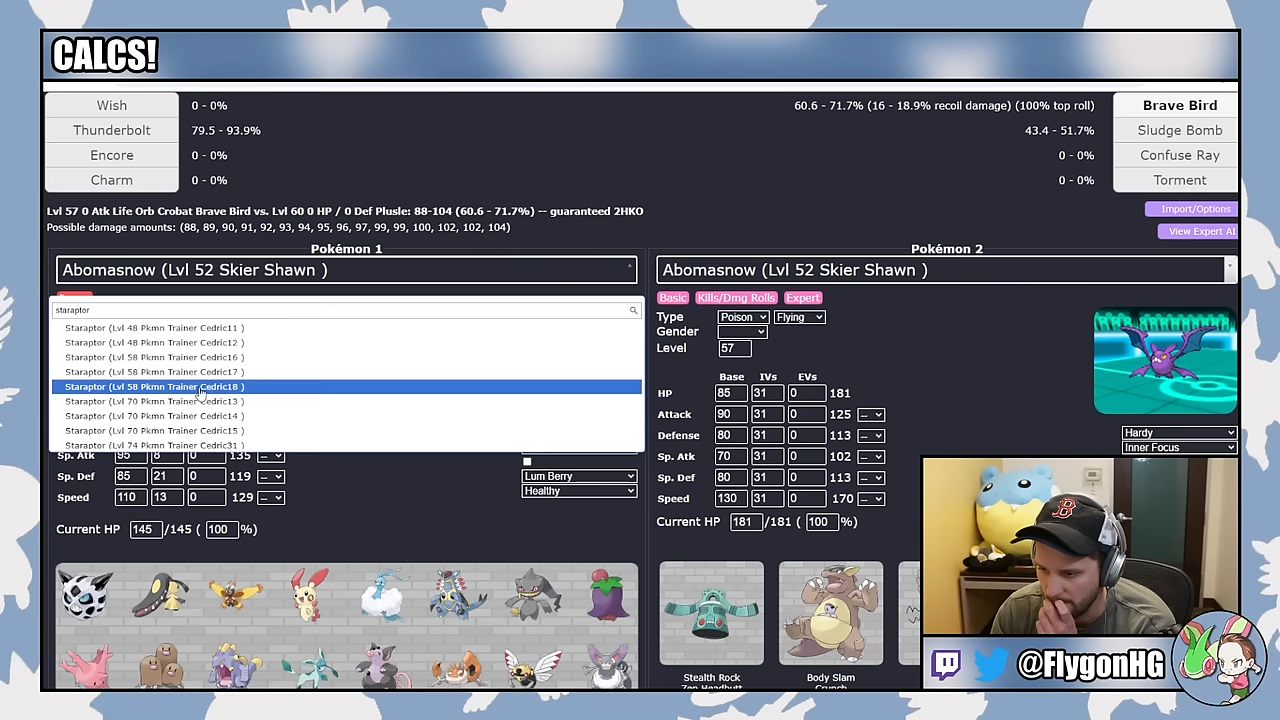 CALCS!
Wish 0 - 0% 60.6 - 71.7% (16 - 18.9% recoil damage) (100% top roll) Brave Bird
Thunderbolt 79.5 - 93.9% 43.4 - 51.7% Sludge Bomb
Encore 0 - 0% 0 - 0% Confuse Ray
Charm 0 - 0% 0 - 0% Torment
Lvl 57 0 Atk Life Orb Crobat Brave Bird vs. Lvl 60 0 HP / 0 Def Plusle: 88-104 (60.6 - 71.7%) -- guaranteed 2HKO
Import/Options
Possible damage amounts: (88, 89, 90, 91, 92, 93, 94, 95, 96, 97, 99, 99, 100, 102, 102, 104)
View Expert AI
Pokémon 1
Abomasnow (Lvl 52 Skier Shawn )
staraptor
Staraptor (Lvl 48 Pkmn Trainer Cedric11 )
Staraptor (Lvl 48 Pkmn Trainer Cedric12 )
Staraptor (Lvl 58 Pkmn Trainer Cedric16 )
Staraptor (Lvl 58 Pkmn Trainer Cedric17 )
Staraptor (Lvl 58 Pkmn Trainer Cedric18 )
Staraptor (Lvl 70 Pkmn Trainer Cedric13 )
Staraptor (Lvl 70 Pkmn Trainer Cedric14 )
Staraptor (Lvl 70 Pkmn Trainer Cedric15 )
Staraptor (Lvl 74 Pkmn Trainer Cedric31 )
Sp. Atk 95 8 0 135 --
Sp. Def 85 21 0 119 -- Lum Berry
Speed 110 13 0 129 -- Healthy
Current HP 145 /145 ( 100 %)
Pokémon 2
Abomasnow (Lvl 52 Skier Shawn )
Basic Kills/Dmg Rolls Expert
Type Poison Flying
Gender
Level 57
Base IVs EVs
HP 85 31 0 181
Attack 90 31 0 125 --
Defense 80 31 0 113 -- Hardy
Sp. Atk 70 31 0 102 -- Inner Focus
Sp. Def 80 31 0 113 --
Speed 130 31 0 170 --
Current HP 181 /181 ( 100 %)
Stealth Rock Body Slam
Zen Headbutt Crunch
B
@FlygonHG